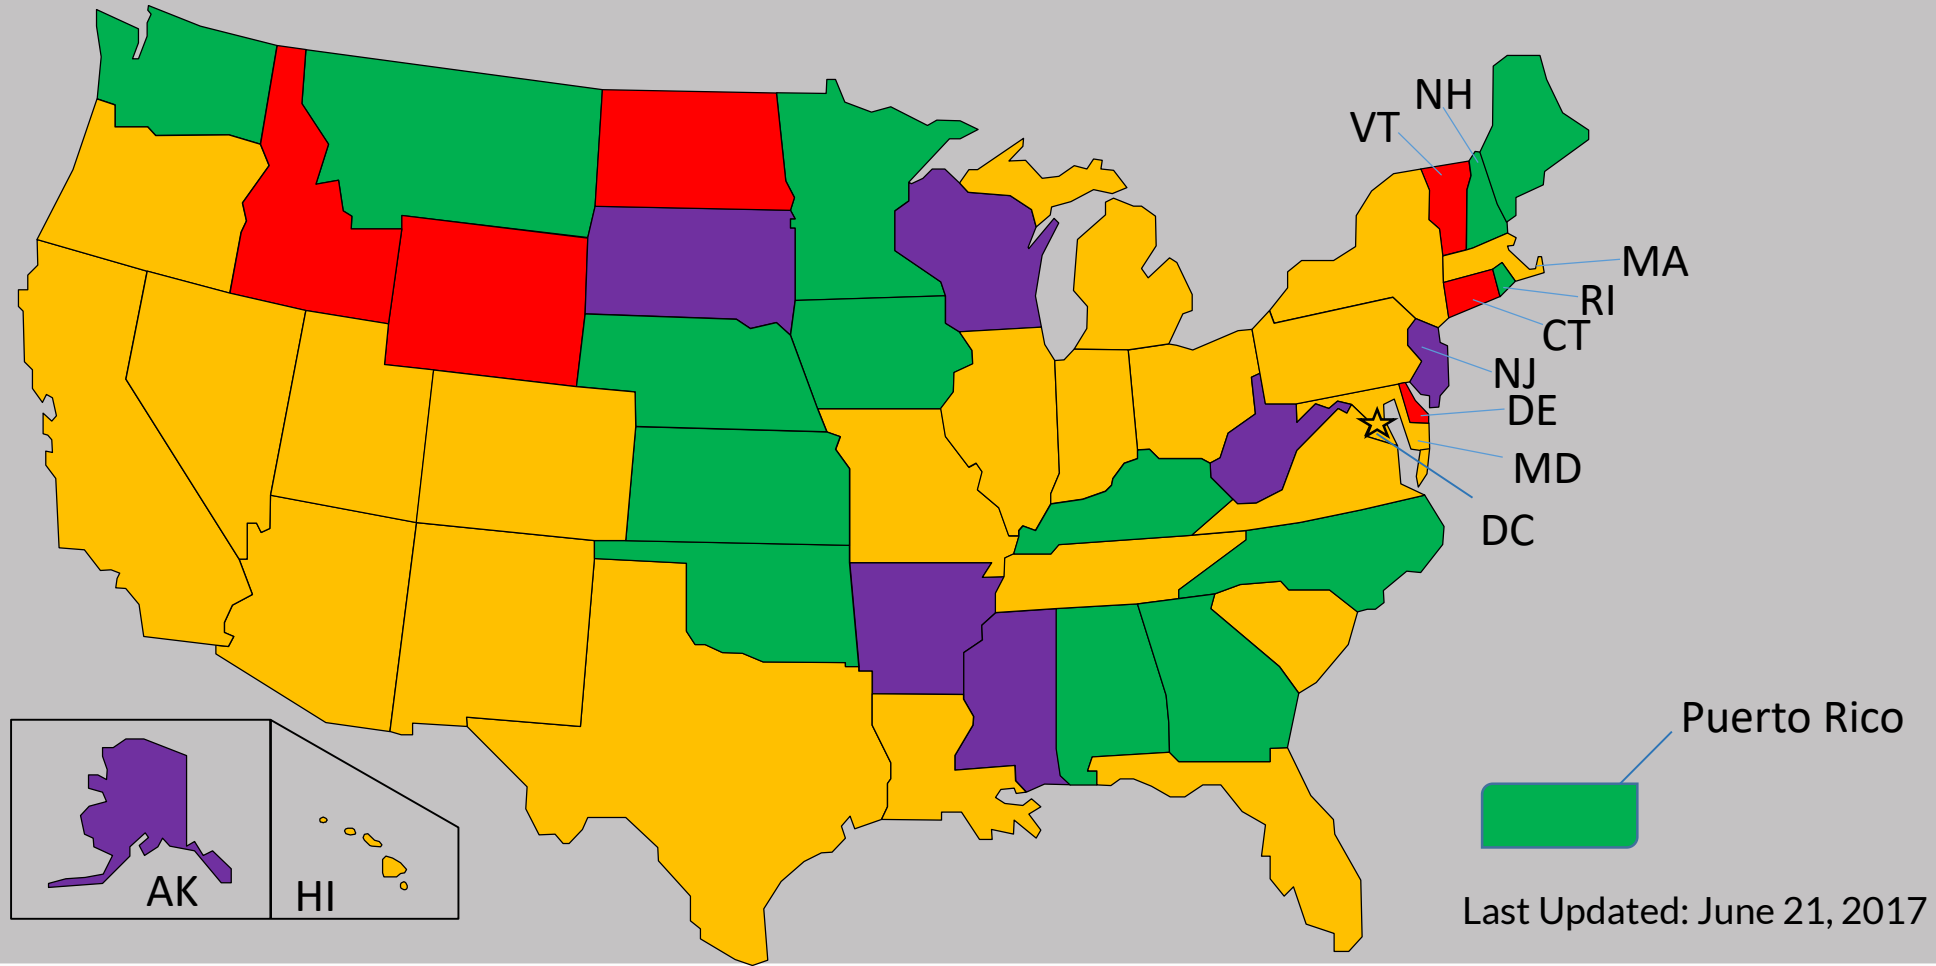 NH
VT
MA
RI
CT
NJ
DE
MD
DC
Puerto Rico
AK
HI
Last Updated: June 21, 2017